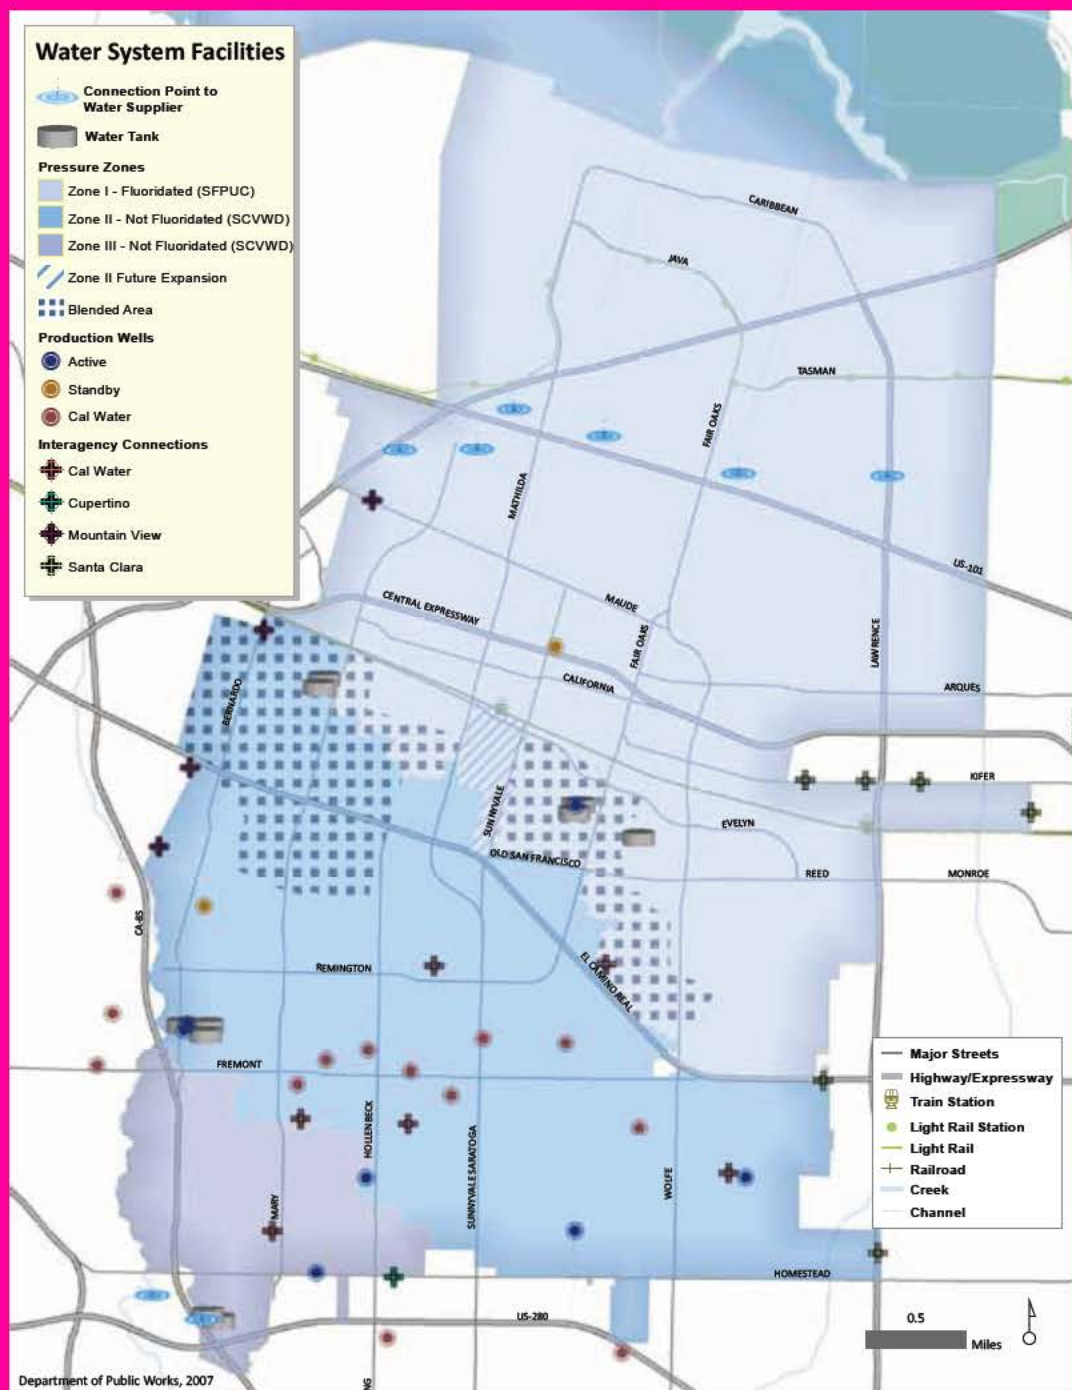 Water System Facilities
Connection Point to
Water Supplier
Water Tank
Pressure Zones
Zone I - Fluoridated (SFPUC)
Zone II - Not Fluoridated (SCVWD)
Zone III - Not Fluoridated (SCVWD)
Zone II Future Expansion
Blended Area
Production Wells
Active
Standby
Cal Water
Interagency Connections
Cal Water
Cupertino
Mountain View
Santa Clara
CARIBBEAN
JAVA
TASMAN
FAIR OAKS
MATHILDA
US-101
MAUDE
CENTRAL EXPRESSWAY
FAIR OAKS
LAWRENCE
CALIFORNIA
ARQUES
BERNARDO
KIFER
SUNNYVALE
EVELYN
OLD SAN FRANCISCO
REED
MONROE
CA-85
REMINGTON
EL CAMINO REAL
FREMONT
HOLLENBECK
SUNNYVALE SARATOGA
WOLFE
MARY
HOMESTEAD
US-280
NG
Major Streets
Highway/Expressway
Train Station
Light Rail Station
Light Rail
Railroad
Creek
Channel
0.5
Miles
Department of Public Works, 2007